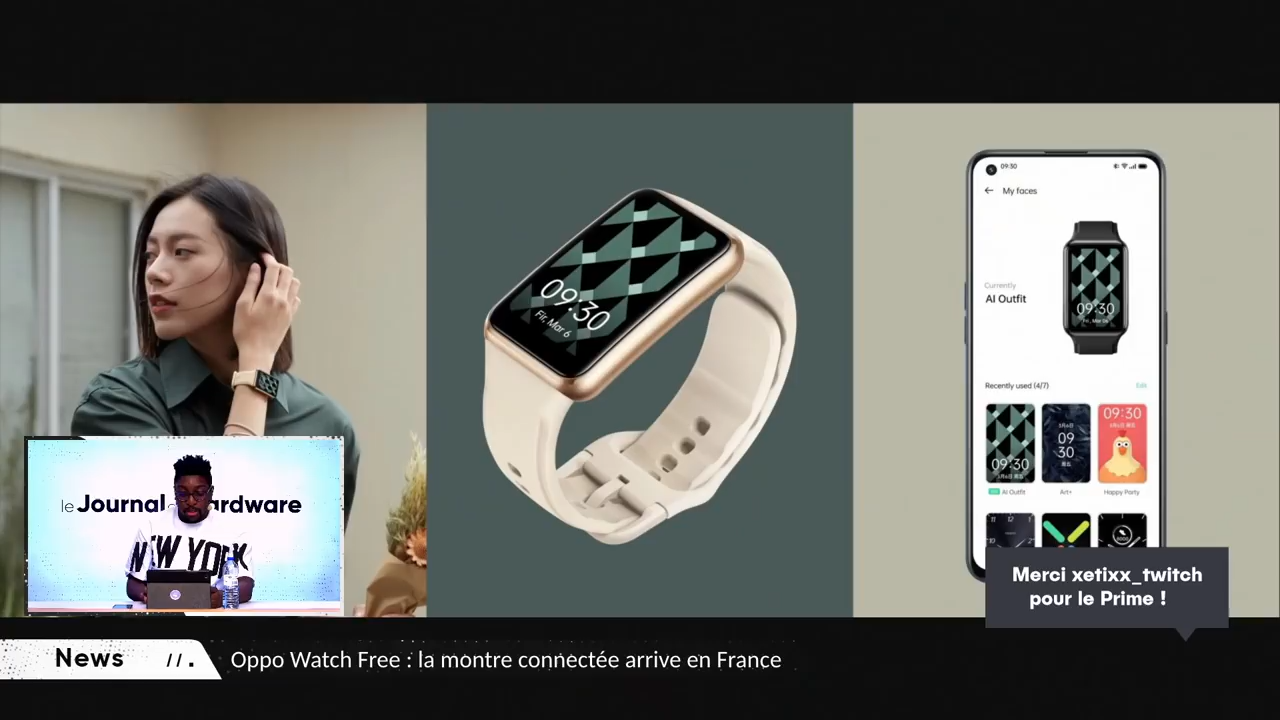 09:30
Fir, Mar 6
09:30
My faces
Currently
AI Outfit
09:30
Recently used (4/7)
Edit
09:30
AI Outfit
09
30
Art+
09:30
Happy Party
le Journal ardware
NEW YORK
Merci xetixx_twitch
pour le Prime !
News //.
Oppo Watch Free : la montre connectée arrive en France